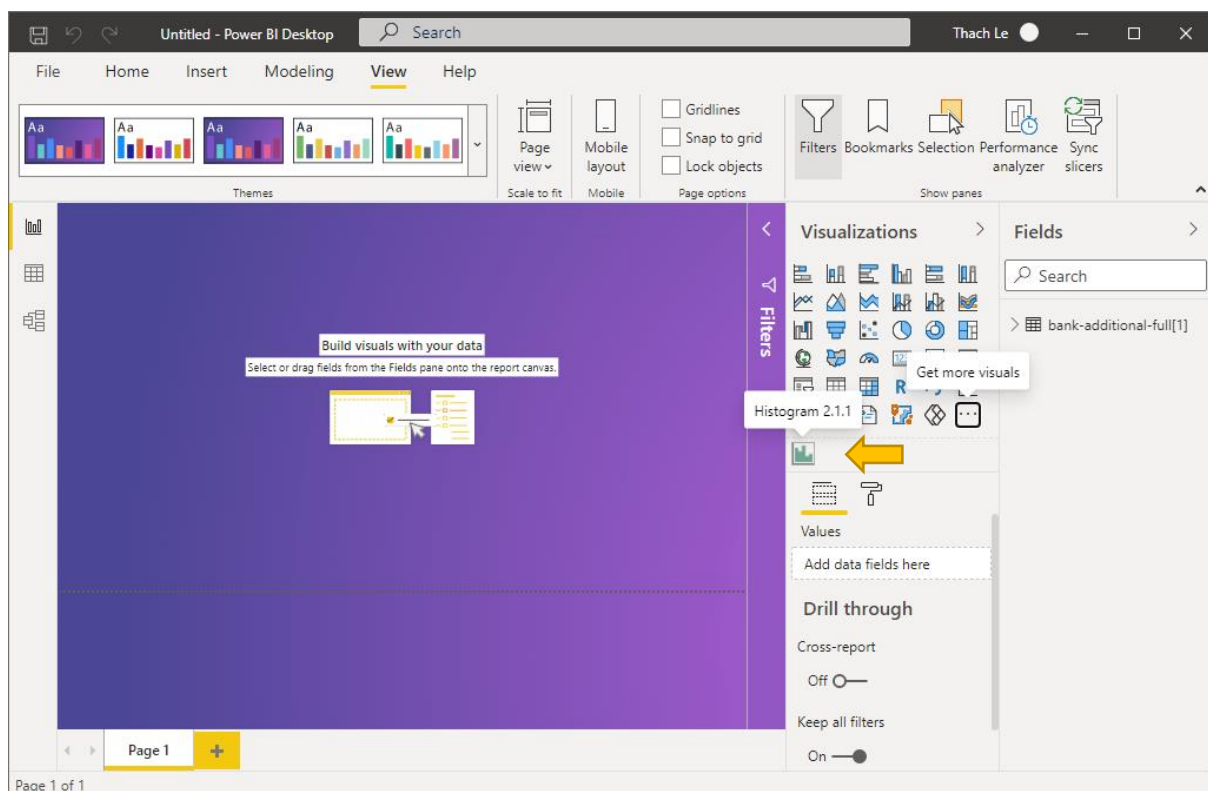 Untitled - Power BI Desktop
Search
Thach Le
File Home Insert Modeling View Help
Aa Aa Aa Aa Aa
Page view
Mobile layout
Gridlines
Snap to grid
Lock objects
Filters Bookmarks Selection Performance analyzer Sync slicers
Themes Scale to fit Mobile Page options Show panes
Visualizations
Fields
Search
Filters
bank-additional-full[1]
Build visuals with your data
Select or drag fields from the Fields pane onto the report canvas.
123
Get more visuals
R
Histogram 2.1.1
Values
Add data fields here
Drill through
Cross-report
Off
Keep all filters
On
Page 1
Page 1 of 1